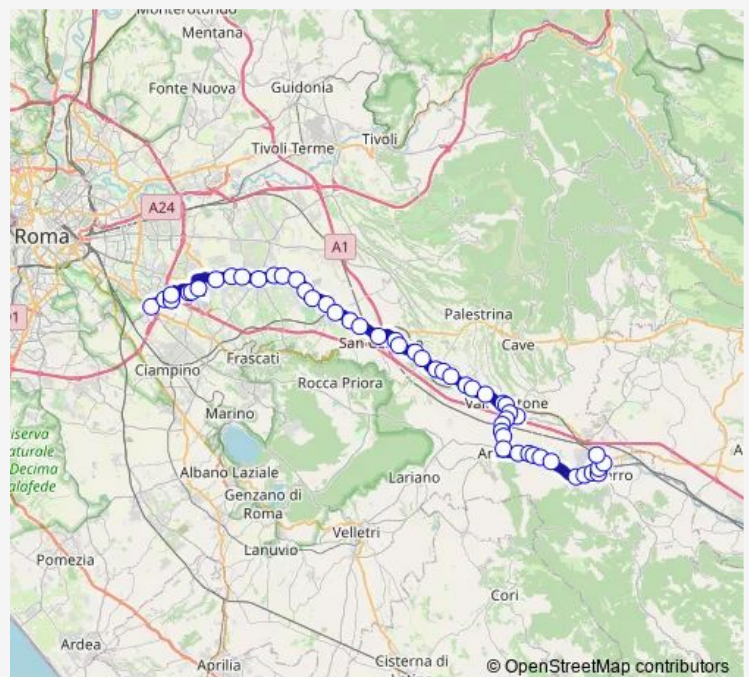 Monterotondo
Mentana
Fonte Nuova
Guidonia
Tivoli
Tivoli Terme
A24
Roma
A1
Palestrina
Cave
Frascati
Rocca Priora
Ciampino
Marino
Albano Laziale
Genzano di
Roma
Lariano
Velletri
Lanuvio
Pomezia
Cori
Ardea
Aprilia
Cisterna di
© OpenStreetMap contributors